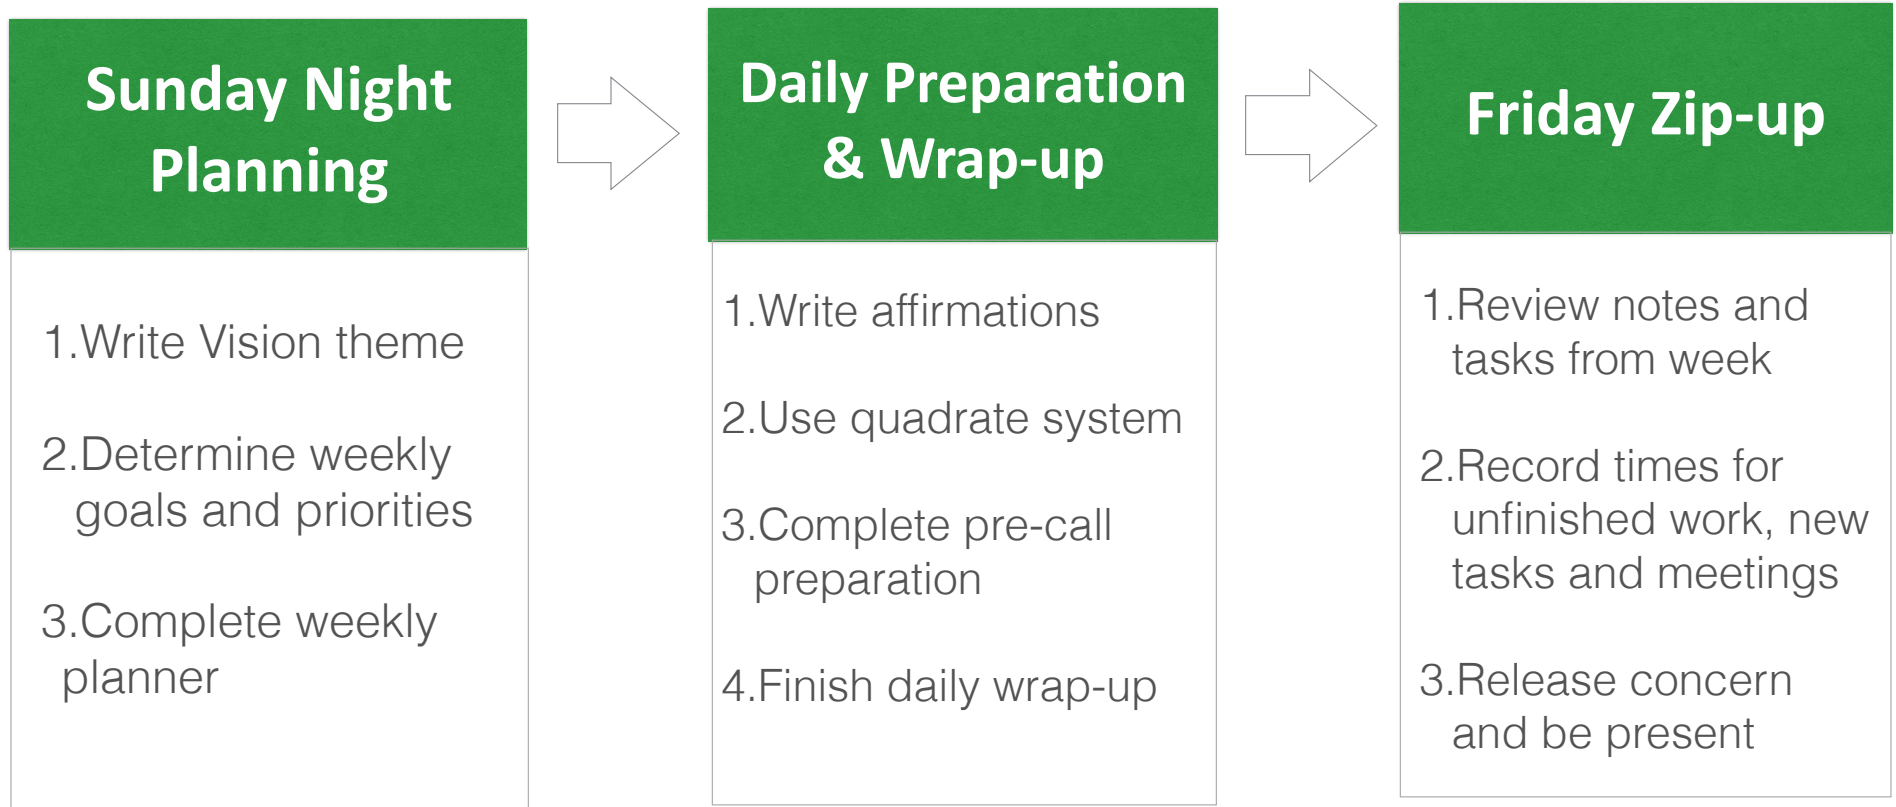 Sunday Night
Planning
1.Write Vision theme
2.Determine weekly
goals and priorities
3.Complete weekly
planner
Daily Preparation
& Wrap-up
1.Write affirmations
2.Use quadrate system
3.Complete pre-call
preparation
4.Finish daily wrap-up
Friday Zip-up
1.Review notes and
tasks from week
2.Record times for
unfinished work, new
tasks and meetings
3.Release concern
and be present